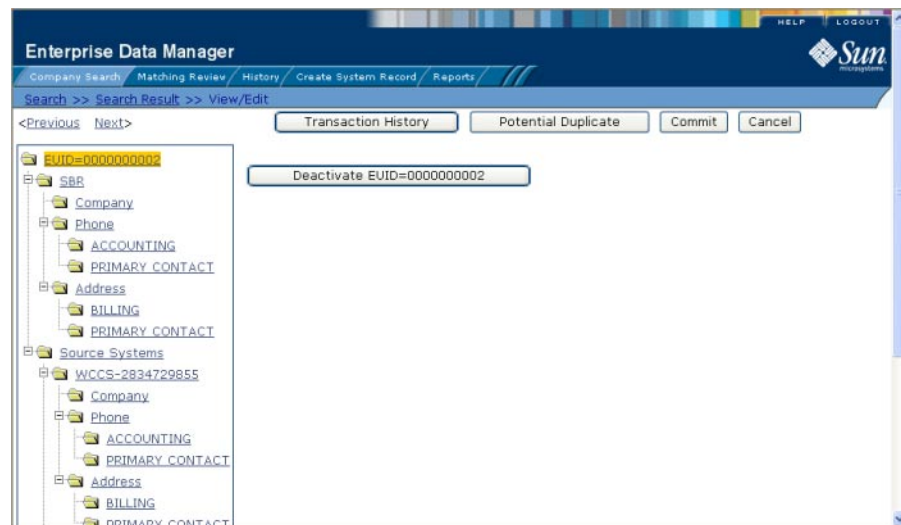 HELP LOGOUT
Enterprise Data Manager
Sun
microsystems
Company Search / Matching Review / History / Create System Record / Reports /
Search >> Search Result >> View/Edit
<Previous Next> Transaction History Potential Duplicate Commit Cancel
EUID=0000000002
Deactivate EUID=0000000002
SBR
Company
Phone
ACCOUNTING
PRIMARY CONTACT
Address
BILLING
PRIMARY CONTACT
Source Systems
WCCS-2834729855
Company
Phone
ACCOUNTING
PRIMARY CONTACT
Address
BILLING
PRIMARY CONTACT